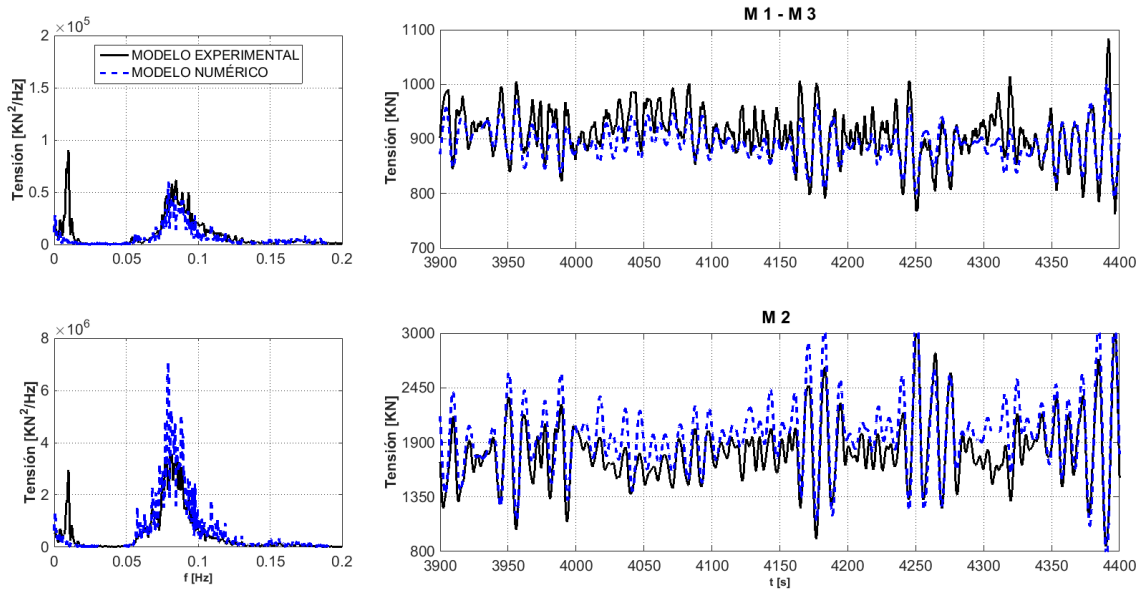 M 1 - M 3
×10^5
2
1.5
1
0.5
0
Tensión [KN^2/Hz]
MODELO EXPERIMENTAL
MODELO NUMÉRICO
0 0.05 0.1 0.15 0.2
1100
1000
900
800
700
Tensión [KN]
3900 3950 4000 4050 4100 4150 4200 4250 4300 4350 4400
M 2
×10^6
8
6
4
2
0
Tensión [KN^2/Hz]
0 0.05 0.1 0.15 0.2
f [Hz]
3000
2450
1900
1350
800
Tensión [KN]
3900 3950 4000 4050 4100 4150 4200 4250 4300 4350 4400
t [s]